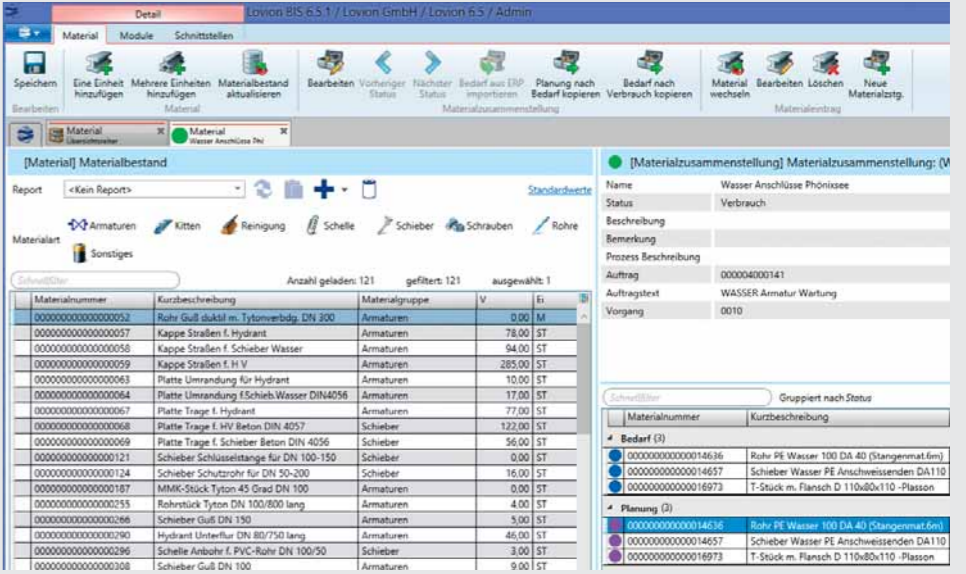 Detail
Lovion BIS 6.5.1 / Lovion GmbH / Lovion 6.5 / Admin
Material Module Schnittstellen
Speichern
Eine Einheit hinzufügen
Mehrere Einheiten hinzufügen
Materialbestand aktualisieren
Bearbeiten
Vorheriger Status
Nächster Status
Bedarf aus ERP importieren
Planung nach Bedarf kopieren
Bedarf nach Verbrauch kopieren
Material wechseln
Bearbeiten
Löschen
Neue Materialzstg.
Bearbeiten Material Materialzusammenstellung Materialeintrag
Material
Übersichtsreiter
Material
Wasser Anschlüsse Phi
[Material] Materialbestand
Report <Kein Report> Standardwerte
Materialart
Armaturen Kitten Reinigung Schelle Schieber Schrauben Rohre
Sonstiges
Schnellfilter Anzahl geladen: 121 gefiltert: 121 ausgewählt: 1
Materialnummer Kurzbeschreibung Materialgruppe V Ei
000000000000000052 Rohr Guß duktil m. Tytonverbdg. DN 300 Armaturen 0,00 M
000000000000000057 Kappe Straßen f. Hydrant Armaturen 78,00 ST
000000000000000058 Kappe Straßen f. Schieber Wasser Armaturen 94,00 ST
000000000000000059 Kappe Straßen f. H V Armaturen 285,00 ST
000000000000000063 Platte Umrandung für Hydrant Armaturen 10,00 ST
000000000000000064 Platte Umrandung f.Schieb.Wasser DIN4056 Armaturen 17,00 ST
000000000000000067 Platte Trage f. Hydrant Armaturen 77,00 ST
000000000000000068 Platte Trage f. HV Beton DIN 4057 Schieber 122,00 ST
000000000000000069 Platte Trage f. Schieber Beton DIN 4056 Schieber 56,00 ST
000000000000000121 Schieber Schlüsselstange für DN 100-150 Schieber 0,00 ST
000000000000000124 Schieber Schutzrohr für DN 50-200 Schieber 16,00 ST
000000000000000187 MMK-Stück Tyton 45 Grad DN 100 Armaturen 0,00 ST
000000000000000255 Rohrstück Tyton DN 100/800 lang Armaturen 4,00 ST
000000000000000266 Schieber Guß DN 150 Armaturen 5,00 ST
000000000000000290 Hydrant Unterflur DN 80/750 lang Armaturen 46,00 ST
000000000000000296 Schelle Anbohr f. PVC-Rohr DN 100/50 Schieber 3,00 ST
000000000000000308 Schieber Guß DN 100 Armaturen 9,00 ST
[Materialzusammenstellung] Materialzusammenstellung: (W
Name Wasser Anschlüsse Phönixsee
Status Verbrauch
Beschreibung
Bemerkung
Prozess Beschreibung
Auftrag 000004000141
Auftragstext WASSER Armatur Wartung
Vorgang 0010
Schnellfilter Gruppiert nach Status
Materialnummer Kurzbeschreibung
Bedarf (3)
000000000000014636 Rohr PE Wasser 100 DA 40 (Stangenmat.6m)
000000000000014657 Schieber Wasser PE Anschweissenden DA110
000000000000016973 T-Stück m. Flansch D 110x80x110 -Plasson
Planung (3)
000000000000014636 Rohr PE Wasser 100 DA 40 (Stangenmat.6m)
000000000000014657 Schieber Wasser PE Anschweissenden DA110
000000000000016973 T-Stück m. Flansch D 110x80x110 -Plasson